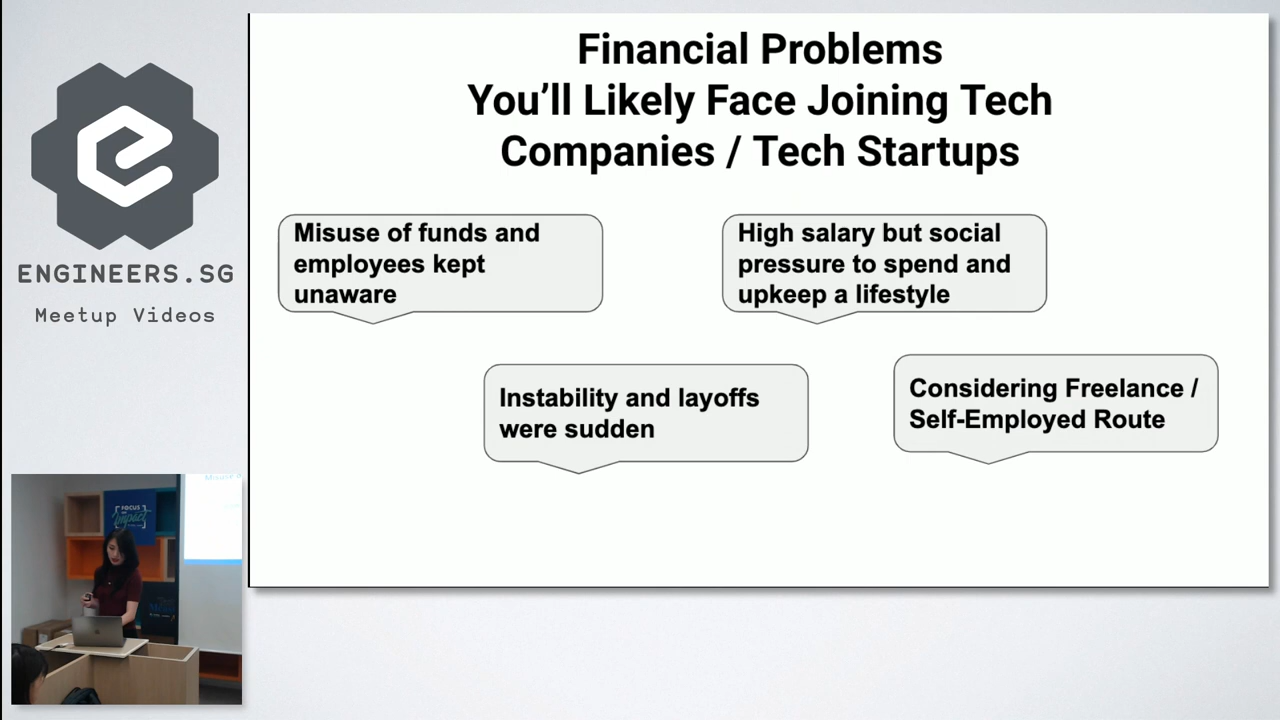 Financial Problems
You'll Likely Face Joining Tech
Companies / Tech Startups
Misuse of funds and
employees kept
unaware
High salary but social
pressure to spend and
upkeep a lifestyle
Instability and layoffs
were sudden
Considering Freelance /
Self-Employed Route
ENGINEERS.SG
Meetup Videos
FOCUS
Impact